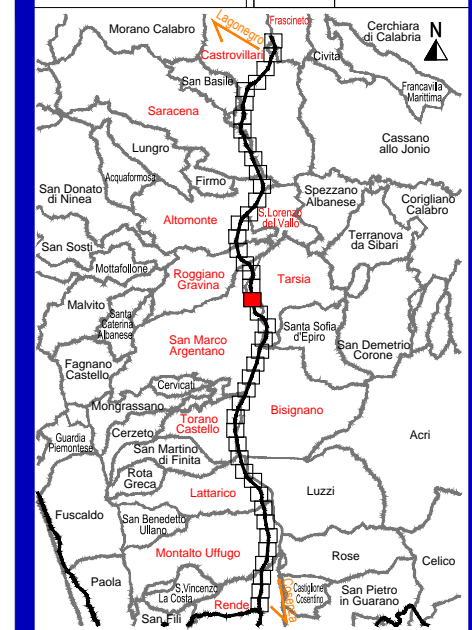 Morano Calabro
Lagonegro
Frascineto
Cerchiara
di Calabria
N
Castrovillari
Civita
San Basile
Francavilla
Marittima
Saracena
Cassano
allo Jonio
Lungro
Acquaformosa
Firmo
San Donato
di Ninea
Spezzano
Albanese
Corigliano
Calabro
Altomonte
S.Lorenzo
del Vallo
Terranova
da Sibari
San Sosti
Mottafollone
Roggiano
Gravina
Tarsia
Malvito
Santa
Caterina
Albanese
Santa Sofia
d'Epiro
San Marco
Argentano
San Demetrio
Corone
Fagnano
Castello
Cervicati
Mongrassano
Bisignano
Torano
Castello
Guardia
Piemontese
Cerzeto
Acri
San Martino
di Finita
Rota
Greca
Lattarico
Luzzi
Fuscaldo
San Benedetto
Ullano
Montalto Uffugo
Rose
Celico
Paola
S.Vincenzo
La Costa
Cosenza
Castiglione
Cosentino
San Pietro
in Guarano
Rende
San Fili